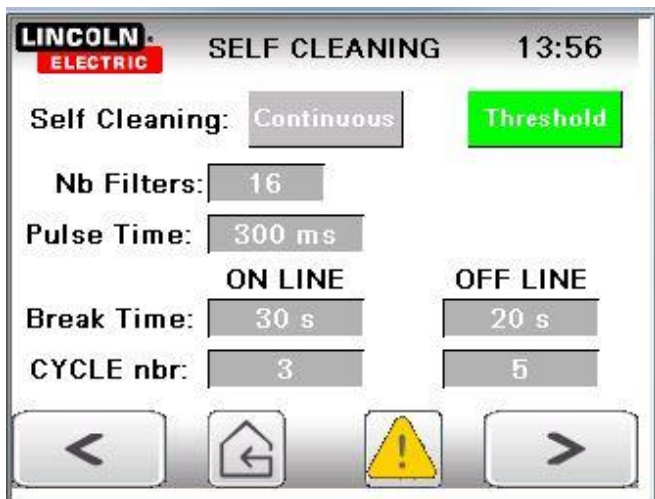 LINCOLN
ELECTRIC
SELF CLEANING
13:56
Self Cleaning: Continuous Threshold
Nb Filters: 16
Pulse Time: 300 ms
ON LINE OFF LINE
Break Time: 30 s 20 s
CYCLE nbr: 3 5
< ! >